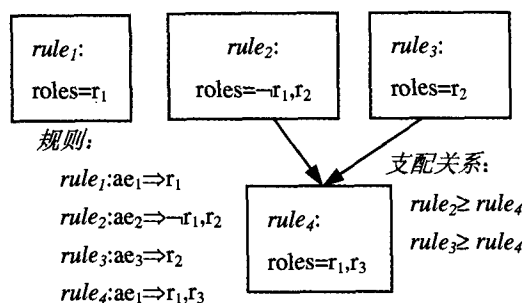 rule₁:
roles=r₁
rule₂:
roles=¬r₁,r₂
rule₃:
roles=r₂
规则：
rule₁:ae₁⇒r₁
rule₂:ae₂⇒¬r₁,r₂
rule₃:ae₃⇒r₂
rule₄:ae₁⇒r₁,r₃
rule₄:
roles=r₁,r₃
支配关系：
rule₂≥ rule₄
rule₃≥ rule₄